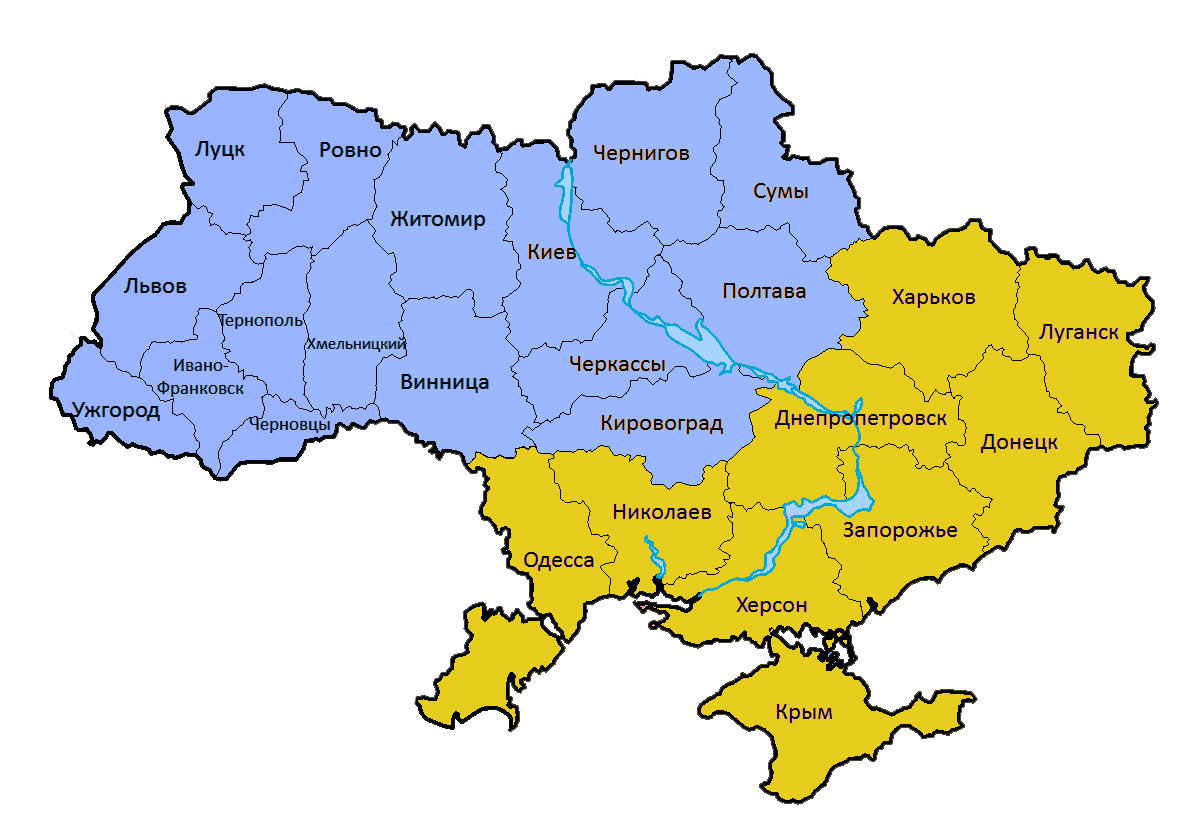 Луцк
Ровно
Чернигов
Сумы
Житомир
Киев
Львов
Полтава
Харьков
Тернополь
Луганск
Хмельницкий
Ивано-
Франковск
Черкассы
Винница
Ужгород
Черновцы
Кировоград
Днепропетровск
Донецк
Николаев
Запорожье
Одесса
Херсон
Крым